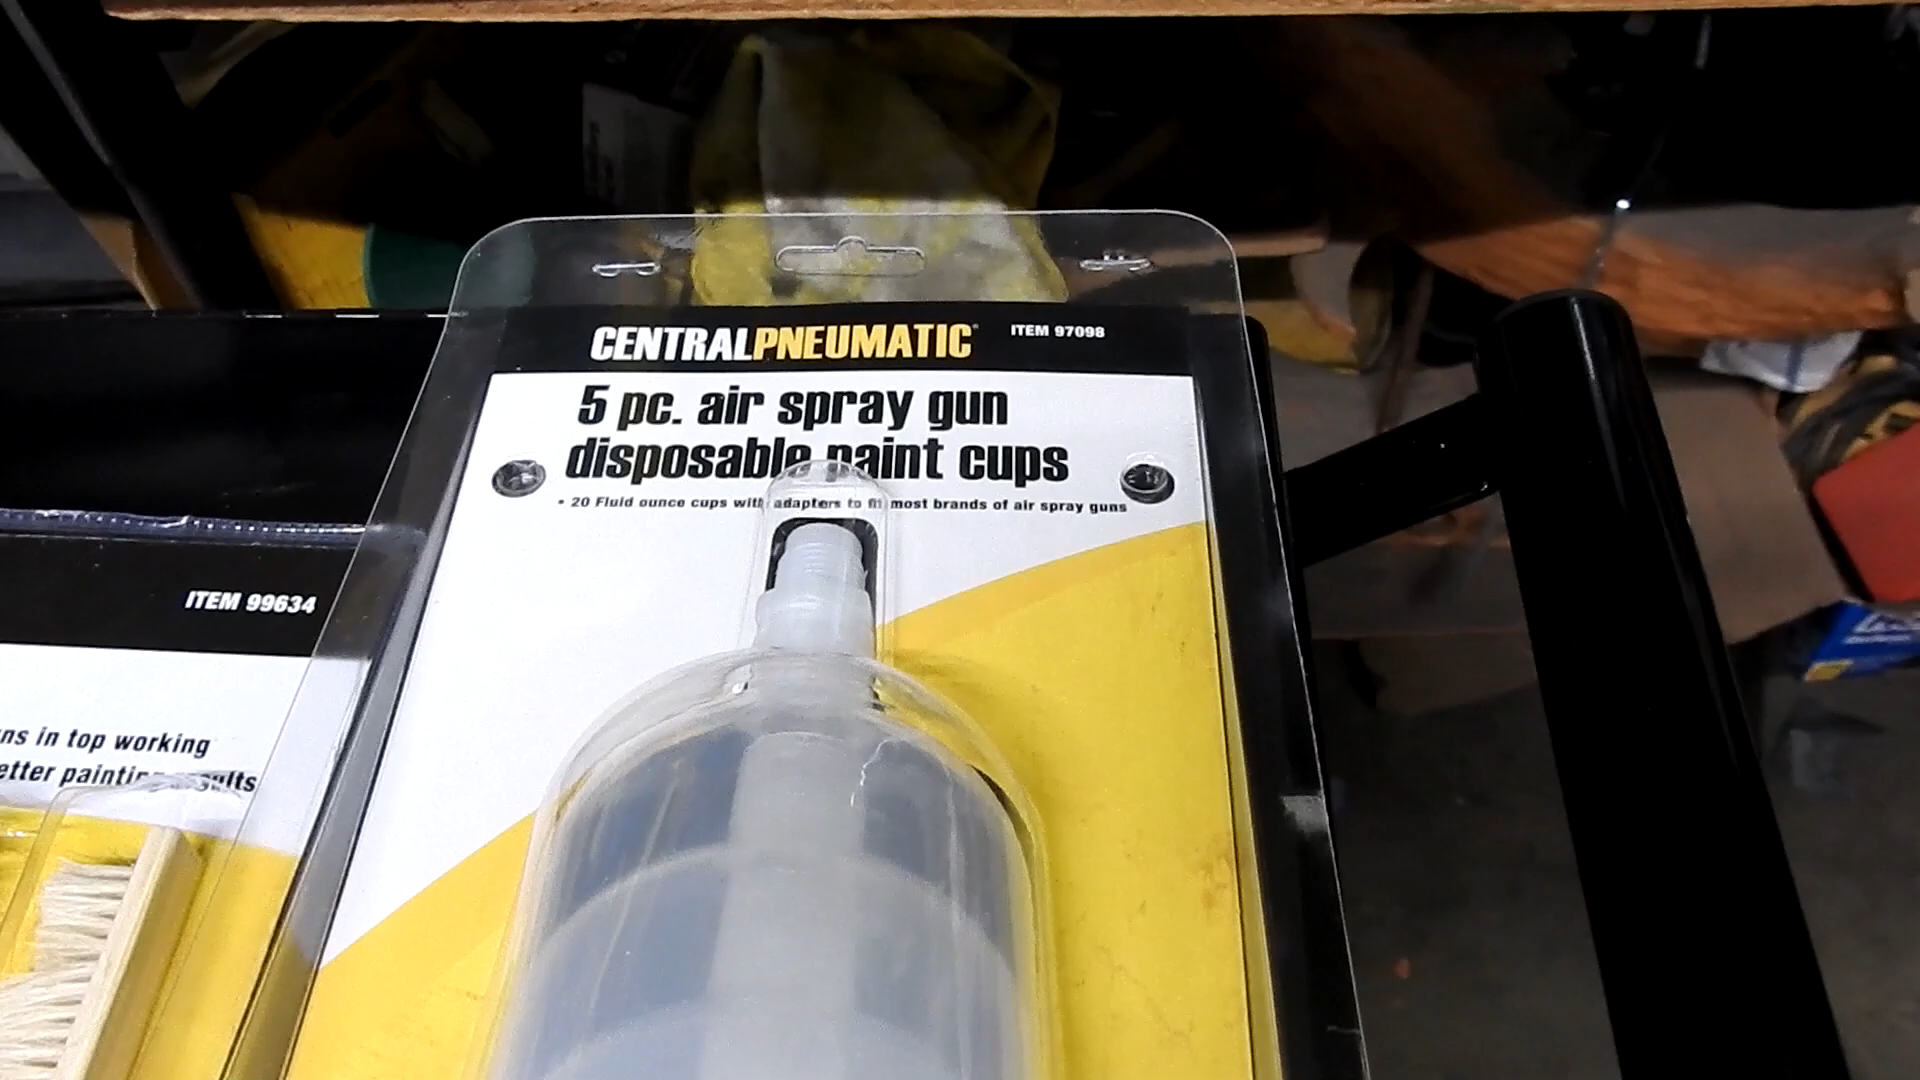 CENTRALPNEUMATIC
ITEM 97098
5 pc. air spray gun
disposable paint cups
• 20 Fluid ounce cups with adapters to fit most brands of air spray guns
ITEM 99634
ns in top working
etter painting results